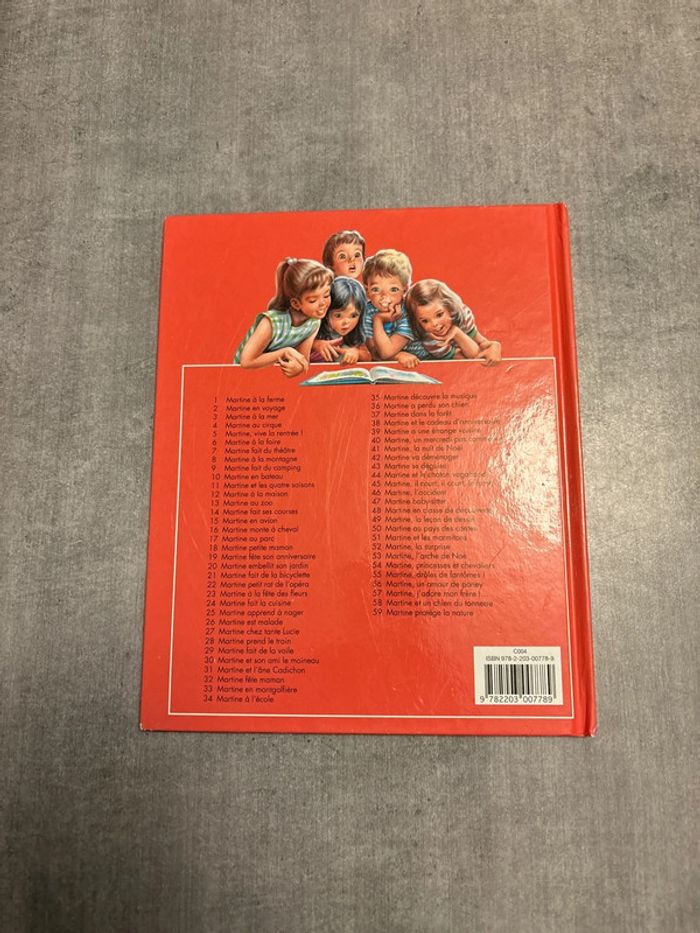 1 Martine à la ferme
2 Martine en voyage
3 Martine à la mer
4 Martine au cirque
5 Martine, vive la rentrée !
6 Martine à la foire
7 Martine fait du théâtre
8 Martine à la montagne
9 Martine fait du camping
10 Martine en bateau
11 Martine et les quatre saisons
12 Martine à la maison
13 Martine au zoo
14 Martine fait ses courses
15 Martine en avion
16 Martine monte à cheval
17 Martine au parc
18 Martine petite maman
19 Martine fête son anniversaire
20 Martine embellit son jardin
21 Martine fait de la bicyclette
22 Martine petit rat de l'opéra
23 Martine à la fête des fleurs
24 Martine fait la cuisine
25 Martine apprend à nager
26 Martine est malade
27 Martine chez tante Lucie
28 Martine prend le train
29 Martine fait de la voile
30 Martine et son ami le moineau
31 Martine et l'âne Cadichon
32 Martine fête maman
33 Martine en montgolfière
34 Martine à l'école
35 Martine découvre la musique
36 Martine a perdu son chien
37 Martine dans la forêt
38 Martine et le cadeau d'anniversaire
39 Martine a une étrange voisine
40 Martine, un mercredi pas comme
41 Martine, la nuit de Noël
42 Martine va déménager
43 Martine se déguise
44 Martine et le chaton vagabond
45 Martine, il court, il court, le furet
46 Martine, l'accident
47 Martine baby-sitter
48 Martine en classe de découverte
49 Martine, la leçon de dessin
50 Martine au pays des contes
51 Martine et les marmitons
52 Martine, la surprise
53 Martine, l'arche de Noé
54 Martine, princesses et chevaliers
55 Martine, drôles de fantômes !
56 Martine, un amour de poney
57 Martine, j'adore mon frère !
58 Martine et un chien du tonnerre
59 Martine protège la nature
C004
ISBN 978-2-203-00778-9
9 782203 007789